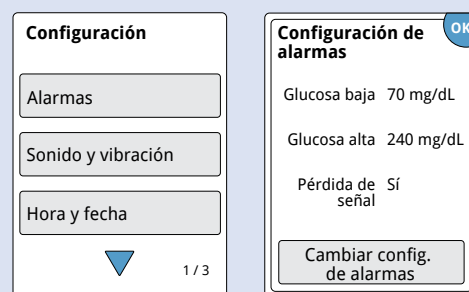 Configuración
Alarmas
Sonido y vibración
Hora y fecha
1 / 3
Configuración de
alarmas
OK
Glucosa baja 70 mg/dL
Glucosa alta 240 mg/dL
Pérdida de Sí
señal
Cambiar config.
de alarmas